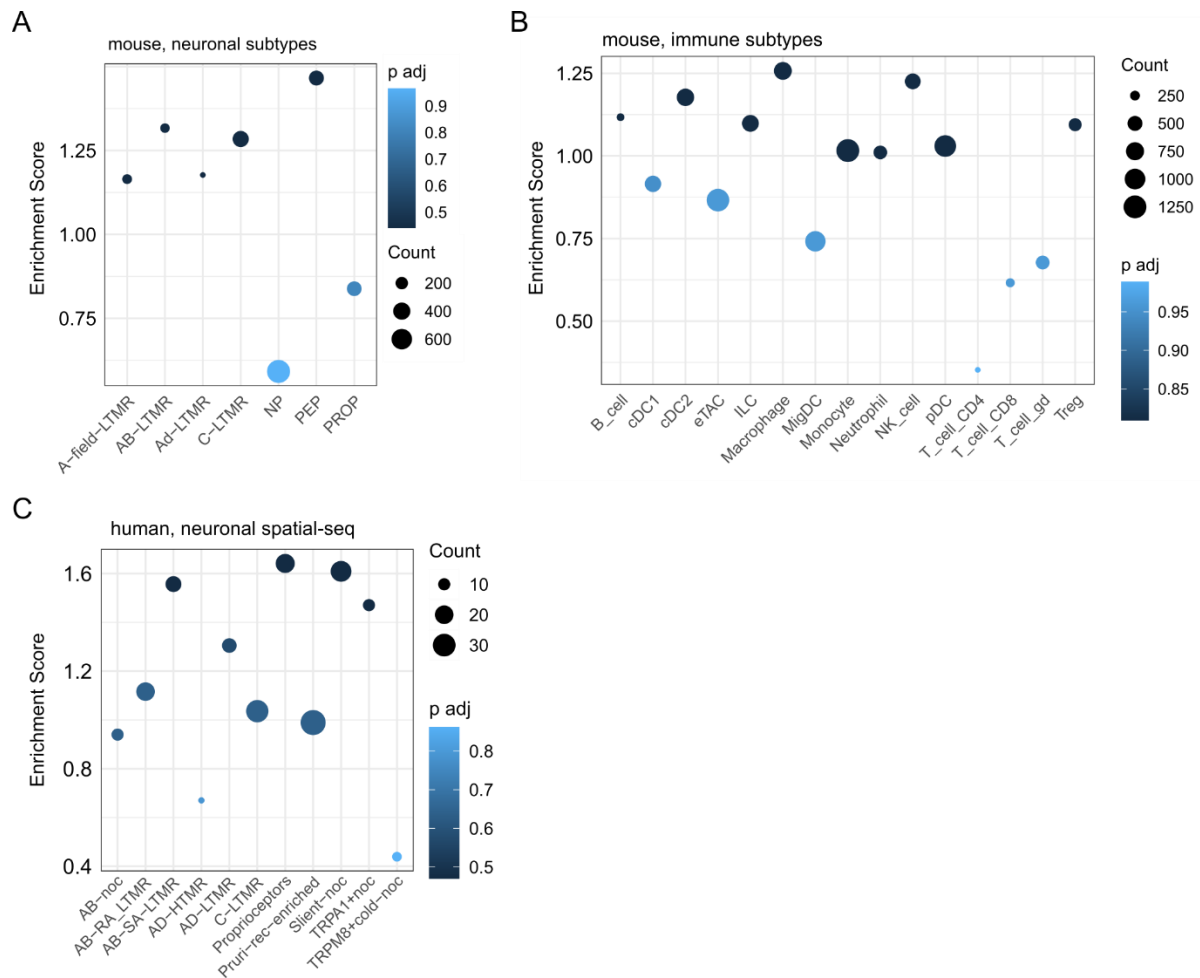 A
mouse, neuronal subtypes
Enrichment Score
1.25
1.00
0.75
A−field−LTMR
AB−LTMR
Ad−LTMR
C−LTMR
NP
PEP
PROP
p adj
0.9
0.8
0.7
0.6
0.5
Count
200
400
600
B
mouse, immune subtypes
Enrichment Score
1.25
1.00
0.75
0.50
B_cell
cDC1
cDC2
eTAC
ILC
Macrophage
MigDC
Monocyte
Neutrophil
NK_cell
pDC
T_cell_CD4
T_cell_CD8
T_cell_gd
Treg
Count
250
500
750
1000
1250
p adj
0.95
0.90
0.85
C
human, neuronal spatial-seq
Enrichment Score
1.6
1.2
0.8
0.4
AB−noc
AB−RA_LTMR
AB−SA−LTMR
AD−HTMR
AD−LTMR
C−LTMR
Proprioceptors
Pruri−rec−enriched
Slient−noc
TRPA1+noc
TRPM8+cold−noc
Count
10
20
30
p adj
0.8
0.7
0.6
0.5